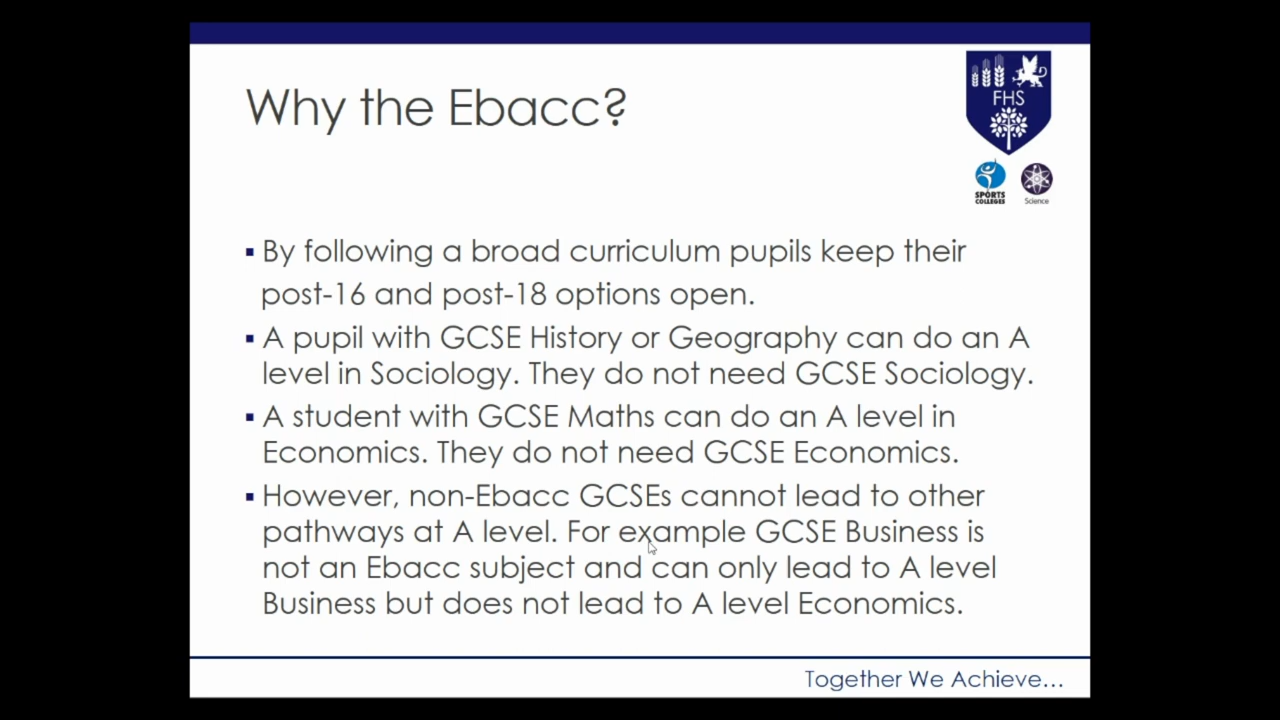 Why the Ebacc?
FHS
SPORTS
COLLEGES
Science
▪ By following a broad curriculum pupils keep their
post-16 and post-18 options open.
▪ A pupil with GCSE History or Geography can do an A
level in Sociology. They do not need GCSE Sociology.
▪ A student with GCSE Maths can do an A level in
Economics. They do not need GCSE Economics.
▪ However, non-Ebacc GCSEs cannot lead to other
pathways at A level. For example GCSE Business is
not an Ebacc subject and can only lead to A level
Business but does not lead to A level Economics.
Together We Achieve...